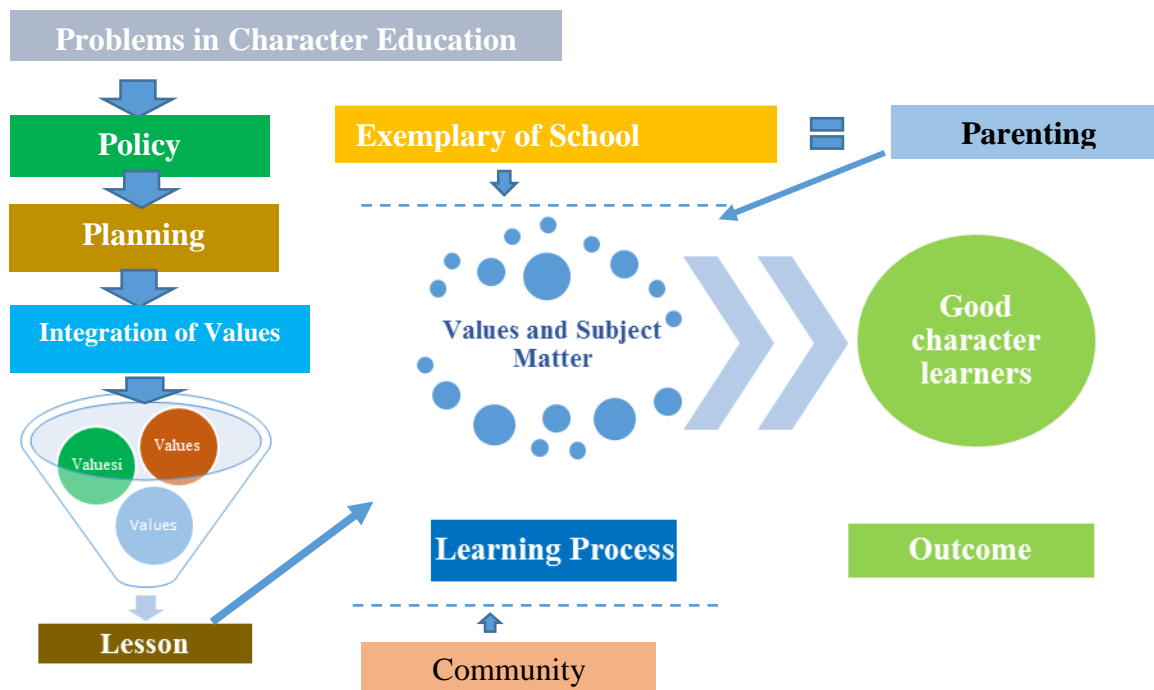 Problems in Character Education
Policy
Planning
Integration of Values
Valuesi
Values
Values
Lesson
Exemplary of School
Parenting
Values and Subject
Matter
Learning Process
Community
Good
character
learners
Outcome